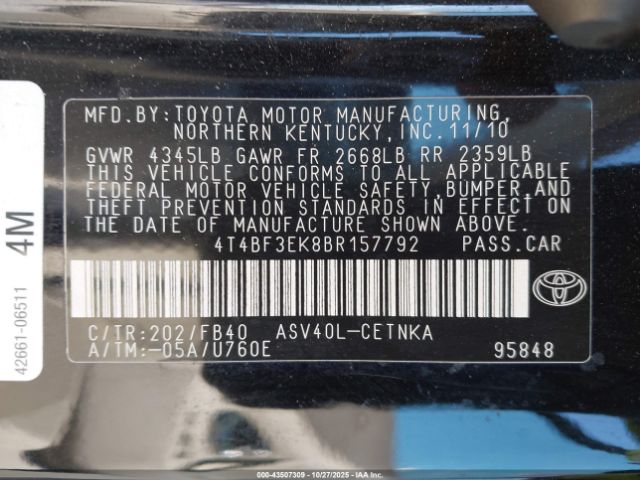 MFD.BY:TOYOTA MOTOR MANUFACTURING,
NORTHERN KENTUCKY,INC.11/10
GVWR 4345LB GAWR FR 2668LB RR 2359LB
THIS VEHICLE CONFORMS TO ALL APPLICABLE
FEDERAL MOTOR VEHICLE SAFETY,BUMPER,AND
THEFT PREVENTION STANDARDS IN EFFECT ON
THE DATE OF MANUFACTURE SHOWN ABOVE.
4T4BF3EK8BR157792 PASS.CAR
C/TR:202/FB40 ASV40L-CETNKA
A/TM:-05A/U760E 95848
4M
42661-06511
000-43507309 | 10/27/2025 - IAA Inc.